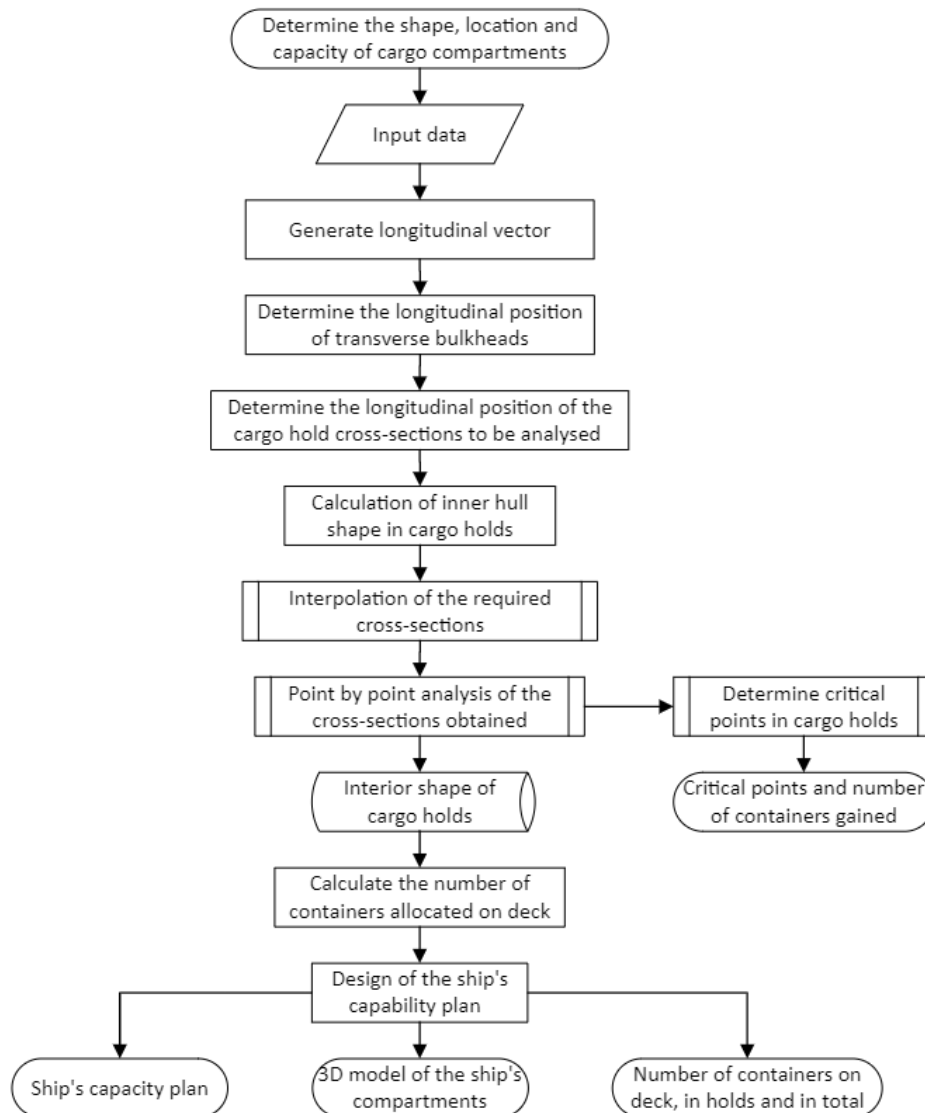 Determine the shape, location and
capacity of cargo compartments
Input data
Generate longitudinal vector
Determine the longitudinal position
of transverse bulkheads
Determine the longitudinal position of the
cargo hold cross-sections to be analysed
Calculation of inner hull
shape in cargo holds
Interpolation of the required
cross-sections
Point by point analysis of the
cross-sections obtained
Determine critical
points in cargo holds
Interior shape of
cargo holds
Critical points and number
of containers gained
Calculate the number of
containers allocated on deck
Design of the ship's
capability plan
Ship's capacity plan
3D model of the ship's
compartments
Number of containers on
deck, in holds and in total